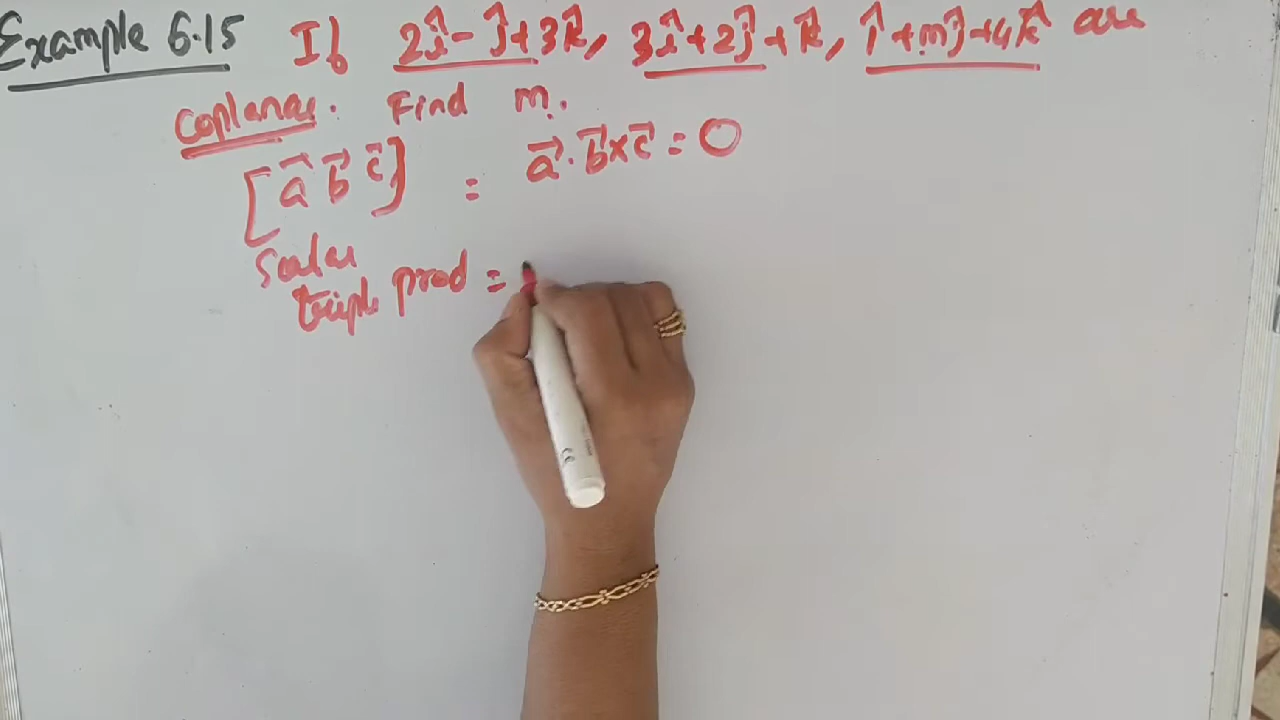 Example 6.15 If 2î - ĵ + 3k⃗, 3î + 2ĵ + k⃗, î + mĵ + 4k⃗ are
Coplanar. Find m.
[a⃗ b⃗ c⃗] = a⃗ · b⃗ × c⃗ = 0
Scalar
triple prod =